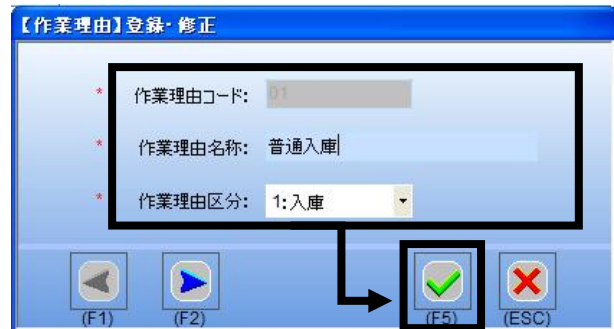 【作業理由】登録・修正
* 作業理由コード: 01
* 作業理由名称: 普通入庫
* 作業理由区分: 1:入庫
(F1) (F2) (F5) (ESC)